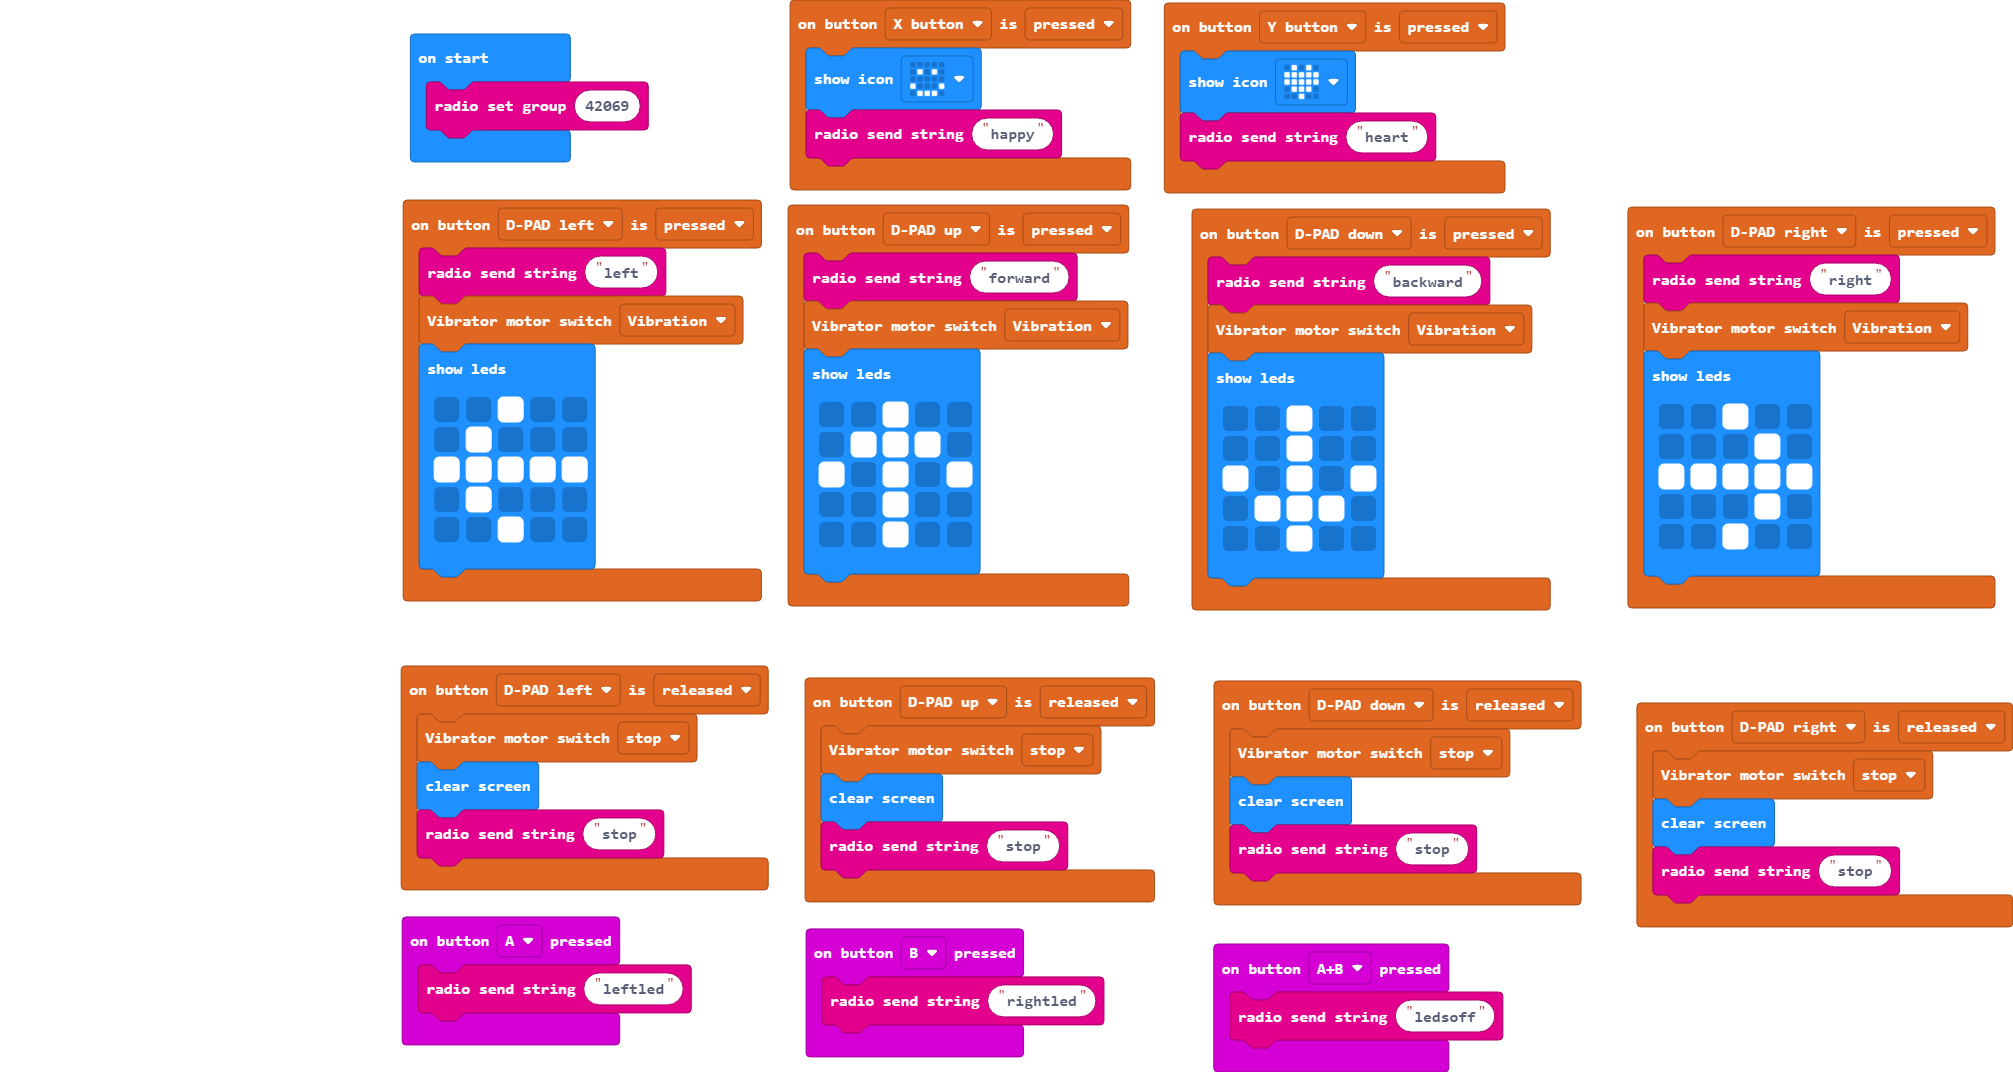 on start
radio set group 42069
on button X button is pressed
show icon
radio send string "happy"
on button Y button is pressed
show icon
radio send string "heart"
on button D-PAD left is pressed
radio send string "left"
Vibrator motor switch Vibration
show leds
on button D-PAD up is pressed
radio send string "forward"
Vibrator motor switch Vibration
show leds
on button D-PAD down is pressed
radio send string "backward"
Vibrator motor switch Vibration
show leds
on button D-PAD right is pressed
radio send string "right"
Vibrator motor switch Vibration
show leds
on button D-PAD left is released
Vibrator motor switch stop
clear screen
radio send string "stop"
on button D-PAD up is released
Vibrator motor switch stop
clear screen
radio send string "stop"
on button D-PAD down is released
Vibrator motor switch stop
clear screen
radio send string "stop"
on button D-PAD right is released
Vibrator motor switch stop
clear screen
radio send string "stop"
on button A pressed
radio send string "leftled"
on button B pressed
radio send string "rightled"
on button A+B pressed
radio send string "ledsoff"